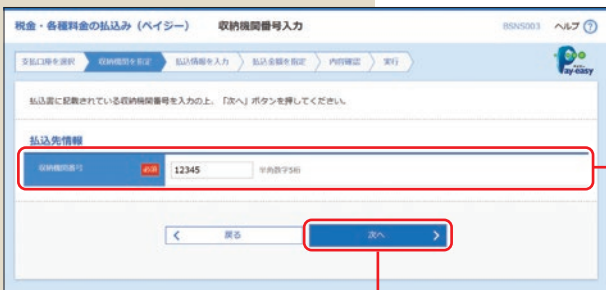 税金・各種料金の払込み（ペイジー） 収納機関番号入力 BSNS003 ヘルプ ?
支払口座を選択 収納機関を指定 払込情報を入力 払込金額を指定 内容確認 実行 Pay-easy
払込書に記載されている収納機関番号を入力の上、「次へ」ボタンを押してください。
払込先情報
収納機関番号 必須 12345 半角数字5桁
戻る 次へ